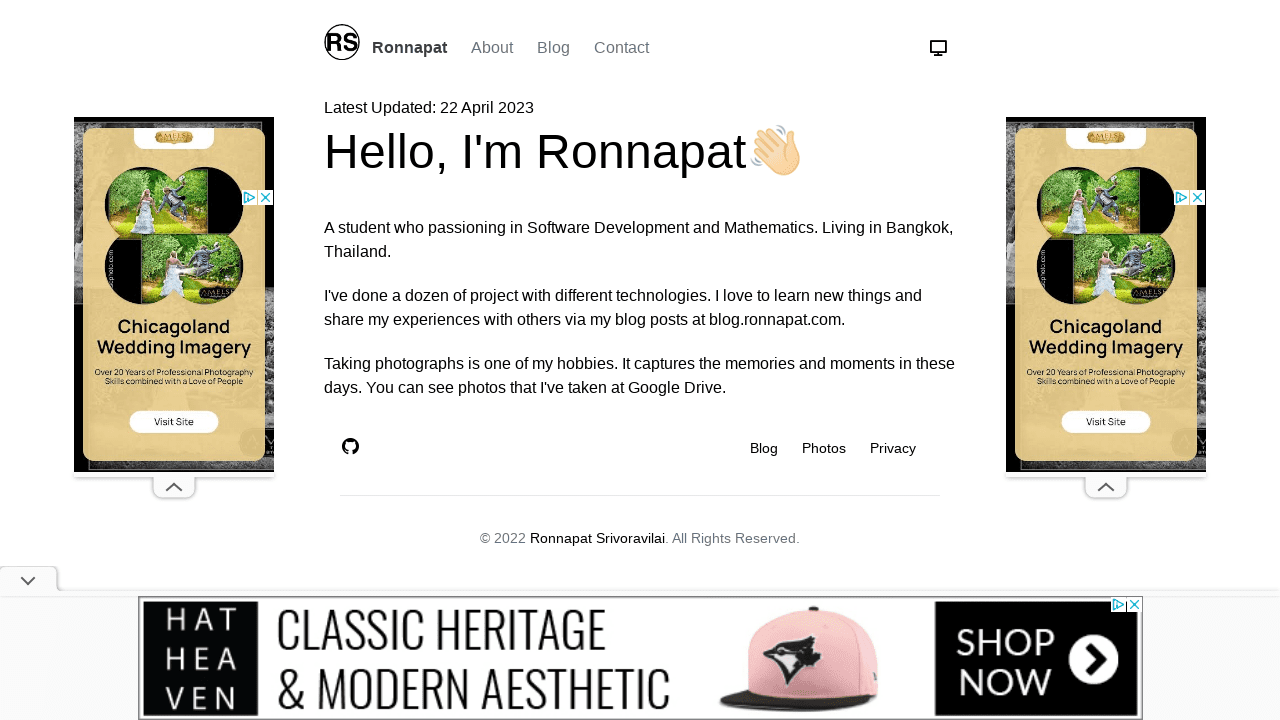 RS
Ronnapat About Blog Contact
Latest Updated: 22 April 2023
Hello, I'm Ronnapat
A student who passioning in Software Development and Mathematics. Living in Bangkok,
Thailand.
I've done a dozen of project with different technologies. I love to learn new things and
share my experiences with others via my blog posts at blog.ronnapat.com.
Taking photographs is one of my hobbies. It captures the memories and moments in these
days. You can see photos that I've taken at Google Drive.
Blog Photos Privacy
© 2022 Ronnapat Srivoravilai. All Rights Reserved.
Chicagoland
Wedding Imagery
Over 20 Years of Professional Photography
Skills combined with a Love of People
Visit Site
Chicagoland
Wedding Imagery
Over 20 Years of Professional Photography
Skills combined with a Love of People
Visit Site
HAT
HEA
VEN
CLASSIC HERITAGE
& MODERN AESTHETIC
SHOP
NOW